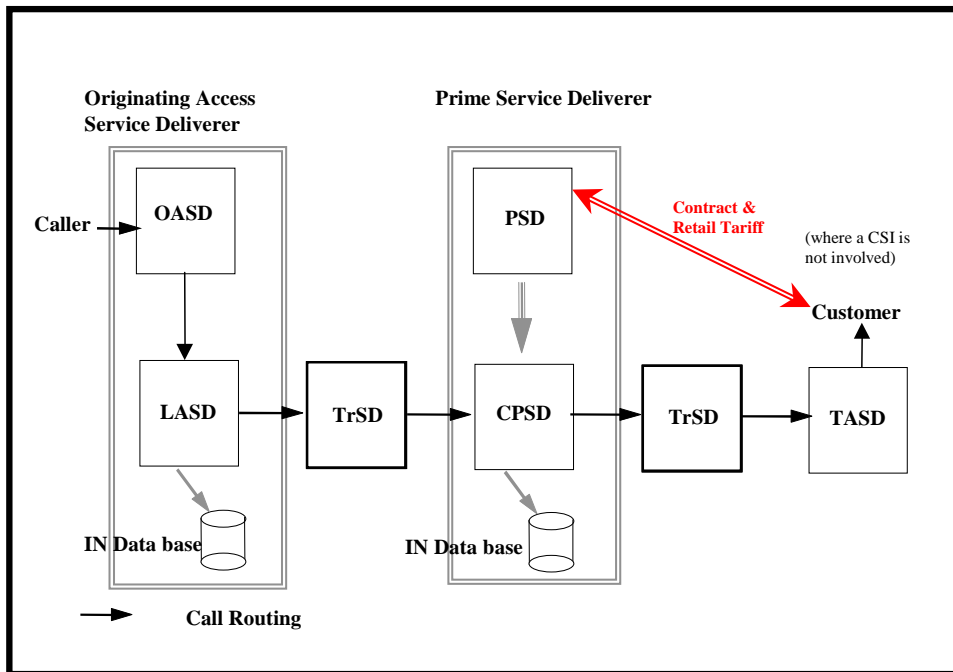 Originating Access
Service Deliverer
Prime Service Deliverer
Caller
OASD
PSD
Contract &
Retail Tariff
(where a CSI is
not involved)
Customer
LASD
TrSD
CPSD
TrSD
TASD
IN Data base
IN Data base
Call Routing